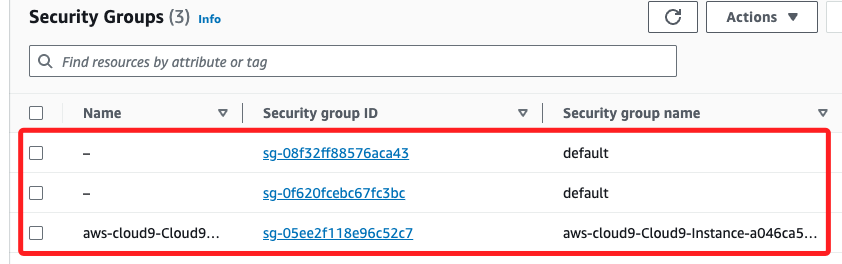 Security Groups (3) Info
Actions
Find resources by attribute or tag
Name Security group ID Security group name
– sg-08f32ff88576aca43 default
– sg-0f620fcebc67fc3bc default
aws-cloud9-Cloud9… sg-05ee2f118e96c52c7 aws-cloud9-Cloud9-Instance-a046ca5…